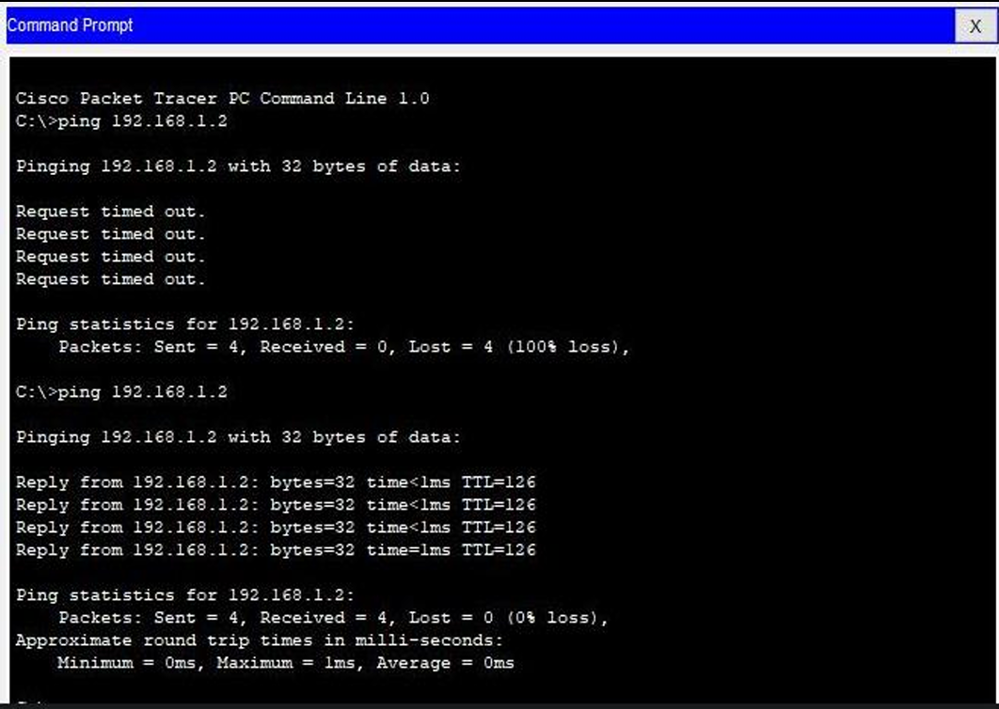 Command Prompt
X
Cisco Packet Tracer PC Command Line 1.0
C:\>ping 192.168.1.2
Pinging 192.168.1.2 with 32 bytes of data:
Request timed out.
Request timed out.
Request timed out.
Request timed out.
Ping statistics for 192.168.1.2:
Packets: Sent = 4, Received = 0, Lost = 4 (100% loss),
C:\>ping 192.168.1.2
Pinging 192.168.1.2 with 32 bytes of data:
Reply from 192.168.1.2: bytes=32 time<1ms TTL=126
Reply from 192.168.1.2: bytes=32 time<1ms TTL=126
Reply from 192.168.1.2: bytes=32 time<1ms TTL=126
Reply from 192.168.1.2: bytes=32 time=1ms TTL=126
Ping statistics for 192.168.1.2:
Packets: Sent = 4, Received = 4, Lost = 0 (0% loss),
Approximate round trip times in milli-seconds:
Minimum = 0ms, Maximum = 1ms, Average = 0ms